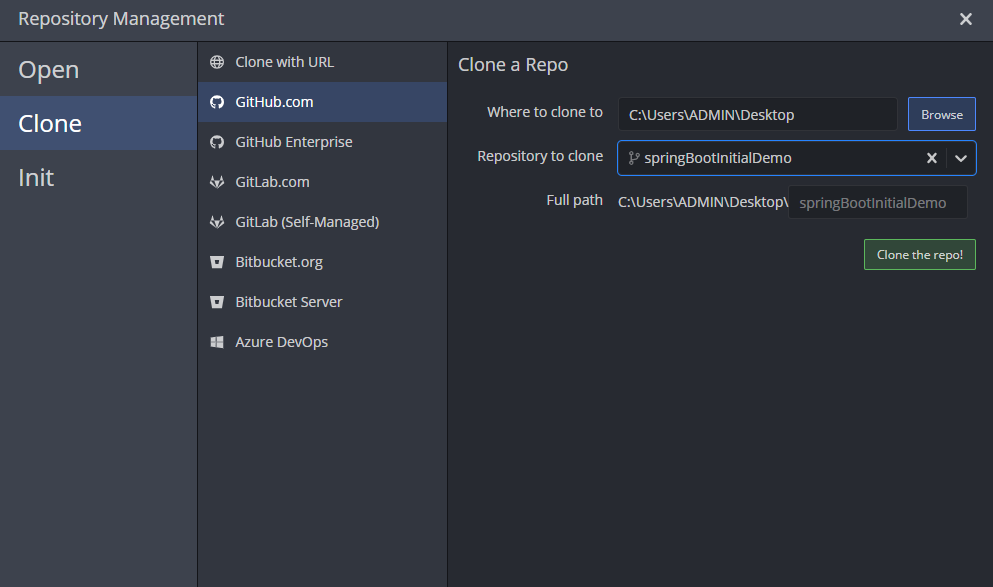 Repository Management
Open
Clone
Init
Clone with URL
GitHub.com
GitHub Enterprise
GitLab.com
GitLab (Self-Managed)
Bitbucket.org
Bitbucket Server
Azure DevOps
Clone a Repo
Where to clone to C:\Users\ADMIN\Desktop Browse
Repository to clone springBootInitialDemo
Full path C:\Users\ADMIN\Desktop\ springBootInitialDemo
Clone the repo!